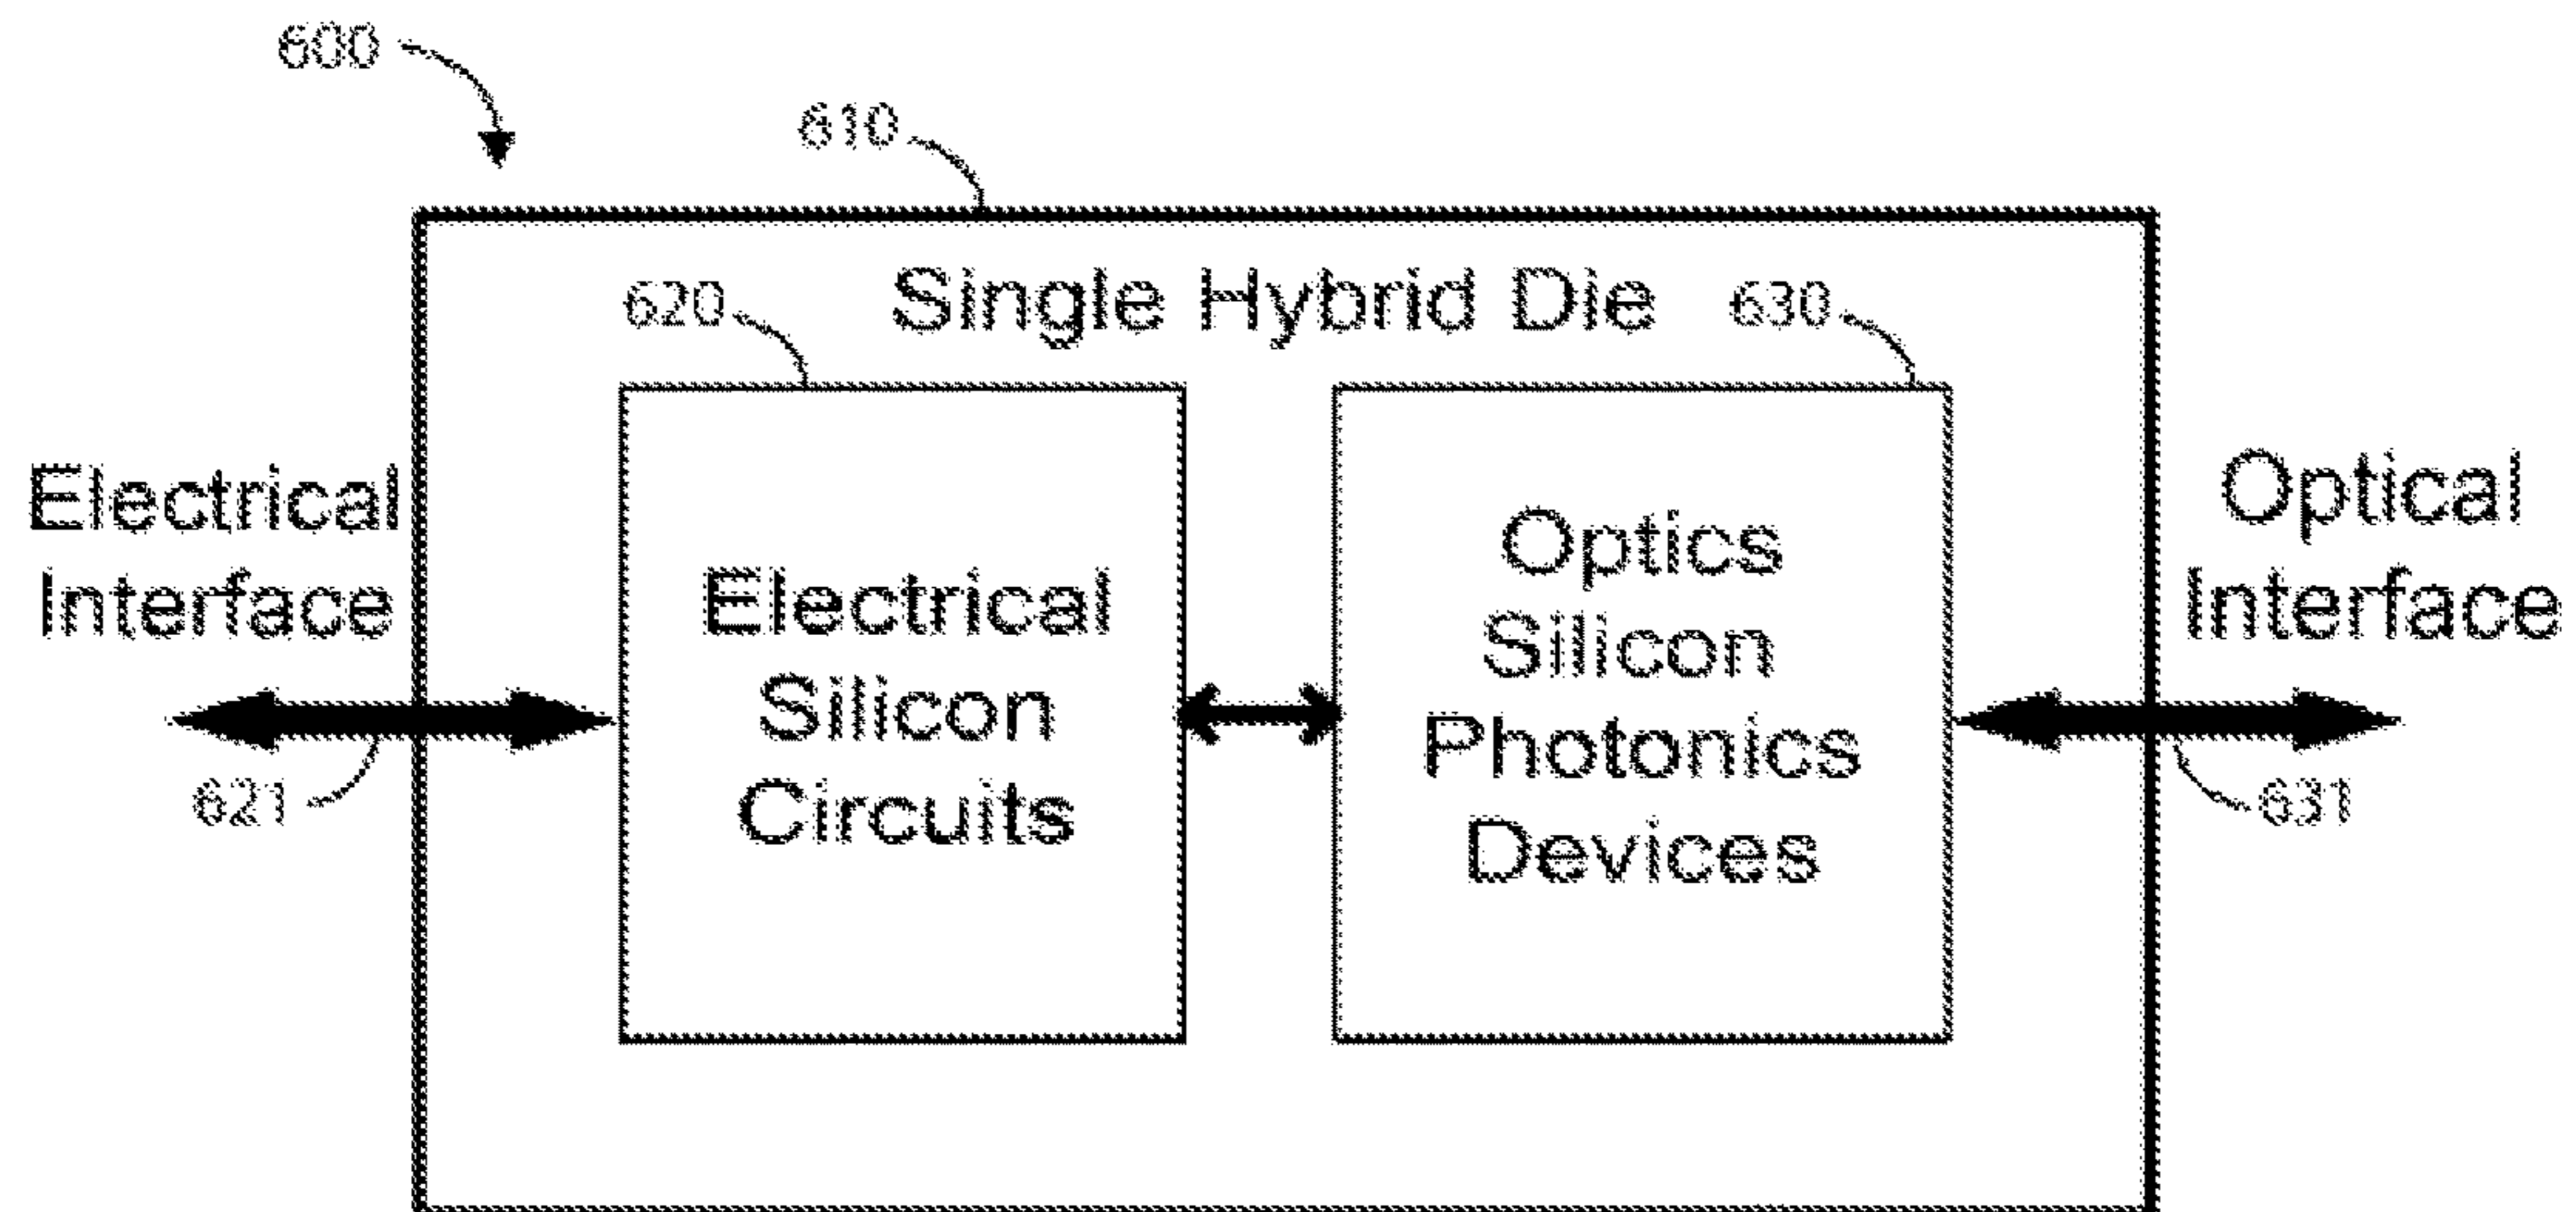 600
610
Single Hybrid Die
620
630
Electrical
Interface
621
Electrical
Silicon
Circuits
Optics
Silicon
Photonics
Devices
Optical
Interface
631